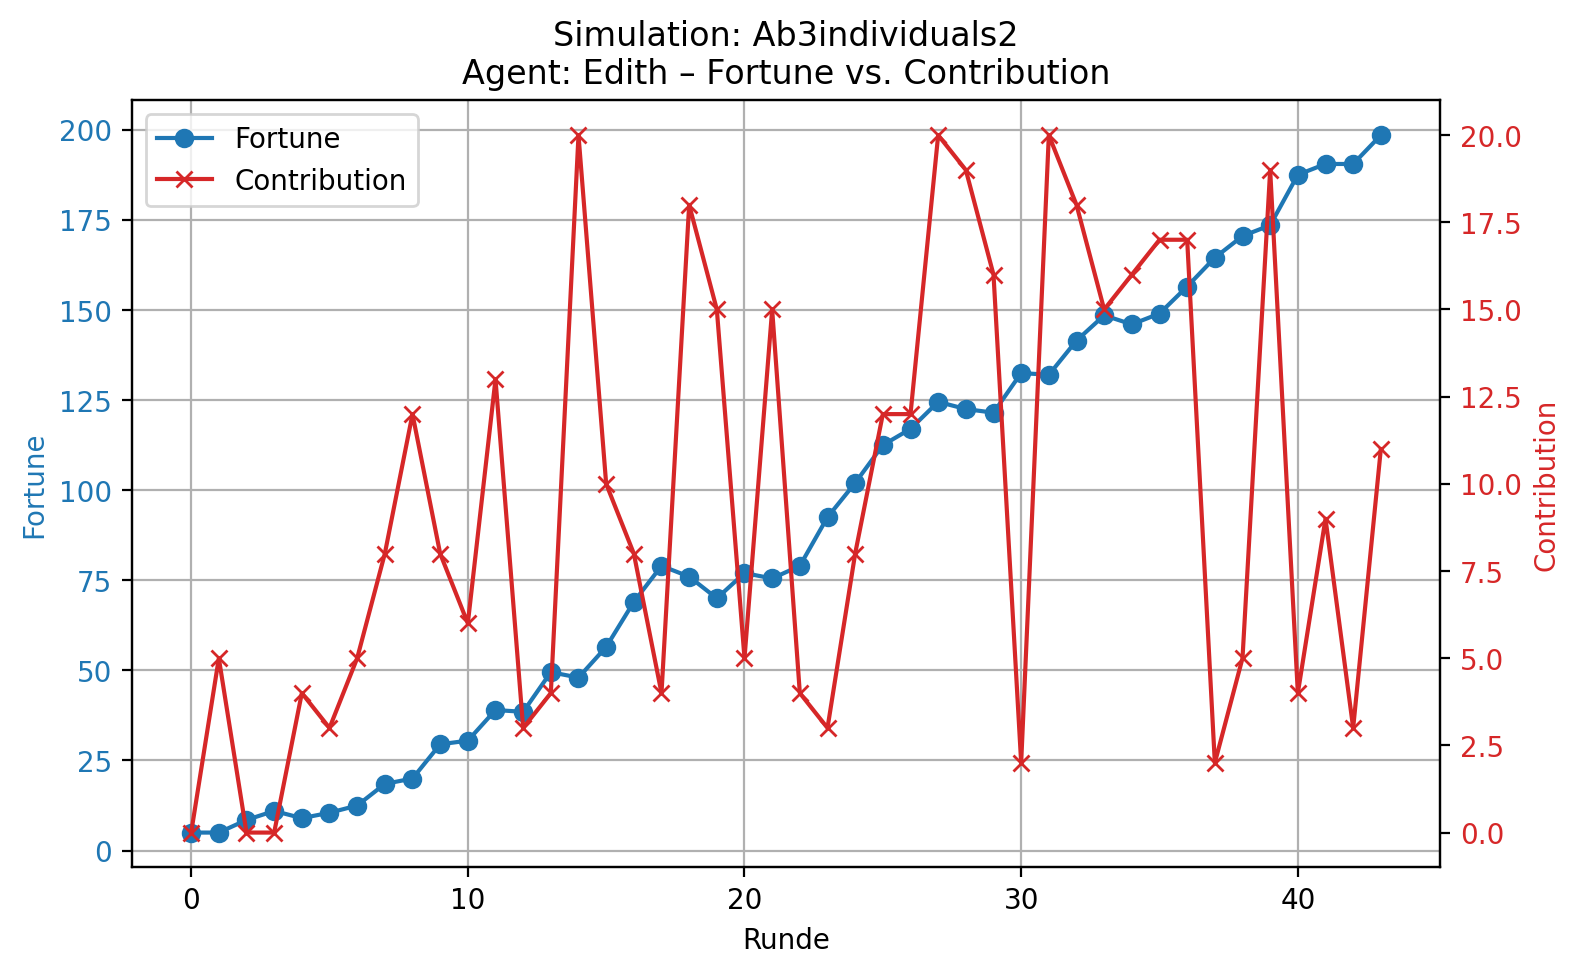 Simulation: Ab3individuals2
Agent: Edith – Fortune vs. Contribution
Fortune
Contribution
200
175
150
125
100
75
50
25
0
Fortune
20.0
17.5
15.0
12.5
10.0
7.5
5.0
2.5
0.0
Contribution
0 10 20 30 40
Runde